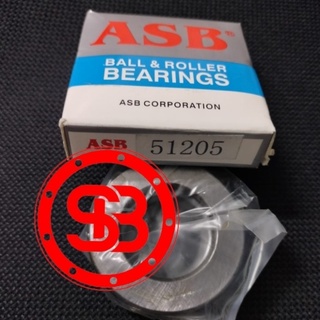 ASB®
BALL & ROLLER
BEARINGS
ASB CORPORATION
ASB 51205
SB